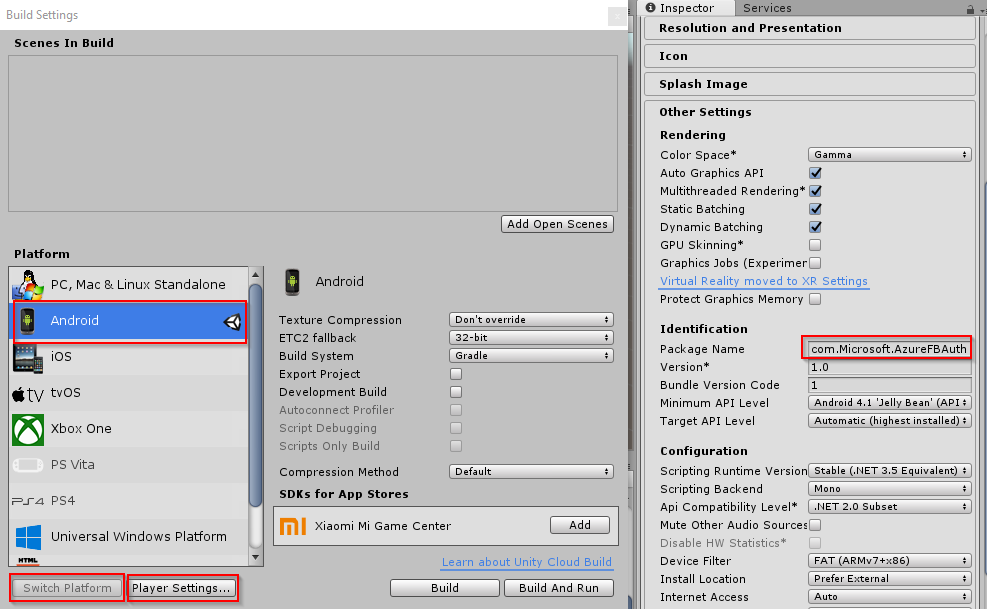 Build Settings
Scenes In Build
Add Open Scenes
Platform
PC, Mac & Linux Standalone
Android
iOS
tvOS
Xbox One
PS Vita
PS4
Universal Windows Platform
HTML
Switch Platform
Player Settings...
Android
Texture Compression Don't override
ETC2 fallback 32-bit
Build System Gradle
Export Project
Development Build
Autoconnect Profiler
Script Debugging
Scripts Only Build
Compression Method Default
SDKs for App Stores
Xiaomi Mi Game Center Add
Learn about Unity Cloud Build
Build Build And Run
Inspector Services
Resolution and Presentation
Icon
Splash Image
Other Settings
Rendering
Color Space* Gamma
Auto Graphics API
Multithreaded Rendering*
Static Batching
Dynamic Batching
GPU Skinning*
Graphics Jobs (Experimer
Virtual Reality moved to XR Settings
Protect Graphics Memory
Identification
Package Name com.Microsoft.AzureFBAuth
Version* 1.0
Bundle Version Code 1
Minimum API Level Android 4.1 'Jelly Bean' (API
Target API Level Automatic (highest installed)
Configuration
Scripting Runtime Version Stable (.NET 3.5 Equivalent)
Scripting Backend Mono
Api Compatibility Level* .NET 2.0 Subset
Mute Other Audio Sources
Disable HW Statistics*
Device Filter FAT (ARMv7+x86)
Install Location Prefer External
Internet Access Auto